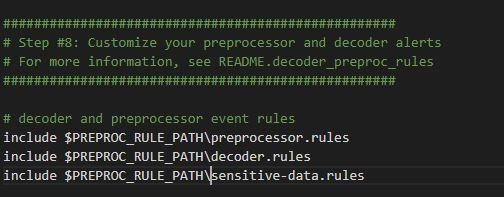 ###################################################
# Step #8: Customize your preprocessor and decoder alerts
# For more information, see README.decoder_preproc_rules
###################################################
# decoder and preprocessor event rules
include $PREPROC_RULE_PATH\preprocessor.rules
include $PREPROC_RULE_PATH\decoder.rules
include $PREPROC_RULE_PATH\sensitive-data.rules